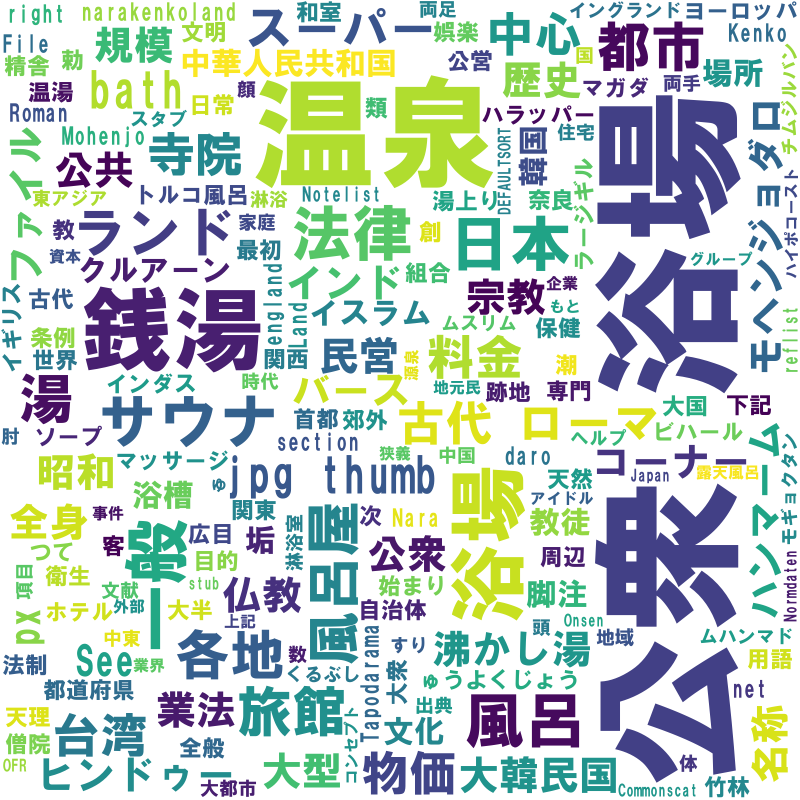 right
narakenkoland
和室
両足
イングランド
ヨーロッパ
File
規模
文明
スーパー
娯楽
中心
都市
Kenko
精舎
勅
中華人民共和国
公営
歴史
場所
チムジルバン
温湯
bath
日常
顔
温泉
類
マガダ
両手
国
Roman
スタブ
ハラッパー
住宅
Mohenjo
寺院
DEFAULTSORT
韓国
公衆浴場
モヘンジョダロ
ファイル
公共
トルコ風呂
淋浴
Notelist
湯上り
奈良
ラージギル
ハイポコースト
東アジア
ランド
家庭
法律
創
日本
教
資本
最初
クルアーン
インド
組合
宗教
企業
グループ
イギリス
古代
銭湯
england
関西
Land
イスラム
ムスリム
もと
保健
reflist
条例
世界
民営
源泉
料金
潮
インダス
時代
バース
地元民
跡地
専門
湯
サウナ
首都
郊外
古代
ローマ
大国
下記
肘
ソープ
section
狭義
中国
ヘルプ
ビハール
昭和
マッサージ
jpg thumb
daro
天然
コーナー
Japan
露天風呂
浴槽
ゅ
アイドル
ハンマーム
モギョクタン
全身
事件
一般
関東
淋浴室
風呂屋
次
Nara
浴場
教徒
つて
客
広目
垢
公衆
周辺
Normdaten
px
項目
衛生
目的
始まり
脚注
文献
stub
仏教
自治体
頭
Onsen
ホテル
外部
大半
上記
地域
ムハンマド
中東
See
業界
各地
数
くるぶし
Tapodarama
すり
大衆
沸かし湯
用語
法制
ゅうよくじょう
net
都道府県
業法
旅館
コンセプト
出典
文化
風呂
名称
天理
台湾
全般
僧院
ヒンドゥー
大型
物価
大韓民国
体
OFR
大都市
Commonscat
竹林